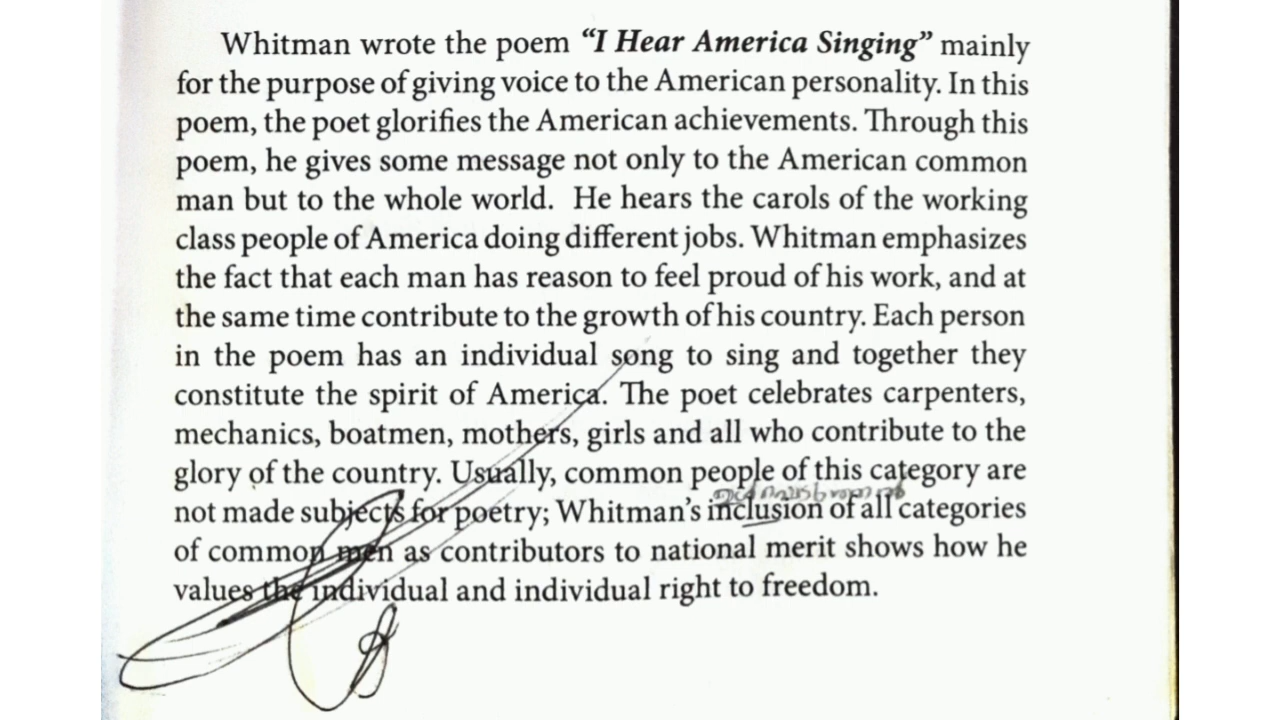 Whitman wrote the poem “I Hear America Singing” mainly
for the purpose of giving voice to the American personality. In this
poem, the poet glorifies the American achievements. Through this
poem, he gives some message not only to the American common
man but to the whole world. He hears the carols of the working
class people of America doing different jobs. Whitman emphasizes
the fact that each man has reason to feel proud of his work, and at
the same time contribute to the growth of his country. Each person
in the poem has an individual song to sing and together they
constitute the spirit of America. The poet celebrates carpenters,
mechanics, boatmen, mothers, girls and all who contribute to the
glory of the country. Usually, common people of this category are
not made subjects for poetry; Whitman’s inclusion of all categories
of common men as contributors to national merit shows how he
values the individual and individual right to freedom.